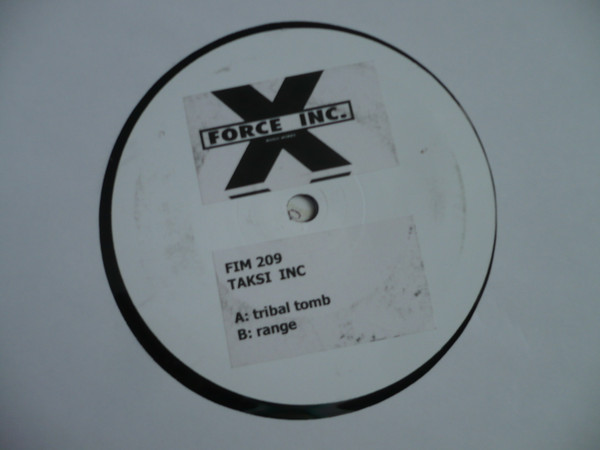 X
FORCE INC.
FIM 209
TAKSI INC
A: tribal tomb
B: range